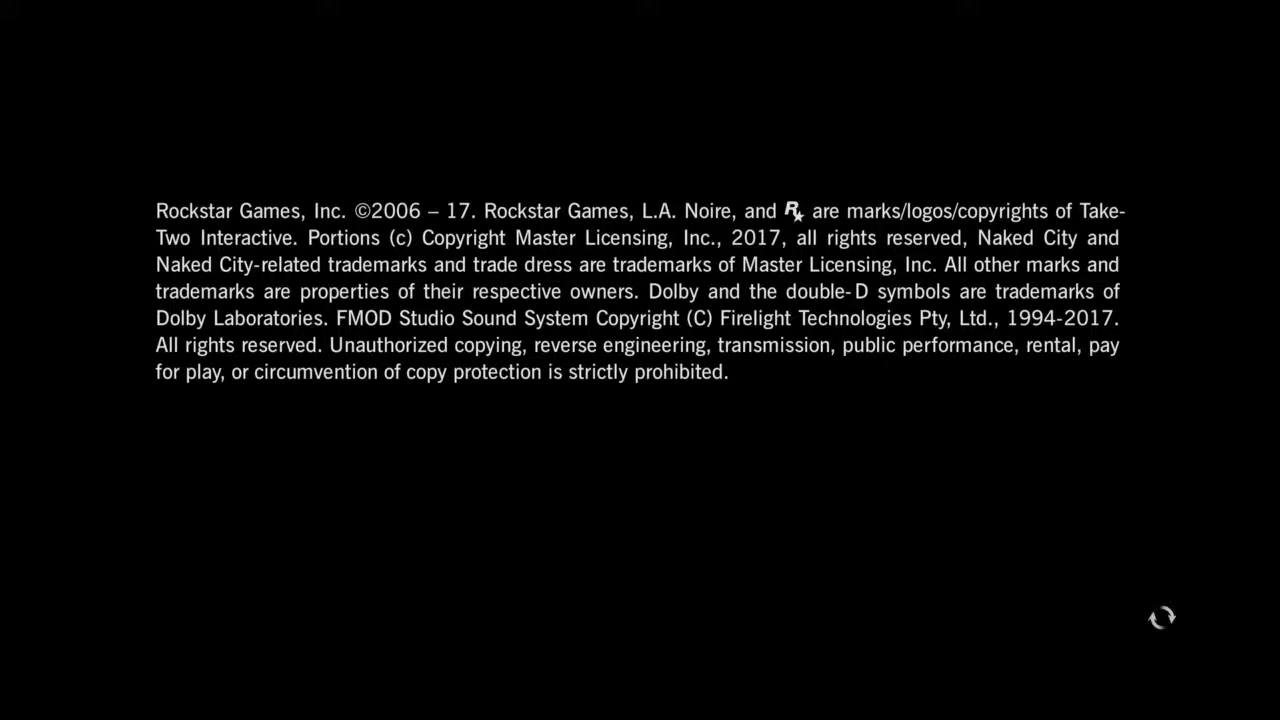 Rockstar Games, Inc. ©2006 – 17. Rockstar Games, L.A. Noire, and R★ are marks/logos/copyrights of Take-
Two Interactive. Portions (c) Copyright Master Licensing, Inc., 2017, all rights reserved, Naked City and
Naked City-related trademarks and trade dress are trademarks of Master Licensing, Inc. All other marks and
trademarks are properties of their respective owners. Dolby and the double-D symbols are trademarks of
Dolby Laboratories. FMOD Studio Sound System Copyright (C) Firelight Technologies Pty, Ltd., 1994-2017.
All rights reserved. Unauthorized copying, reverse engineering, transmission, public performance, rental, pay
for play, or circumvention of copy protection is strictly prohibited.